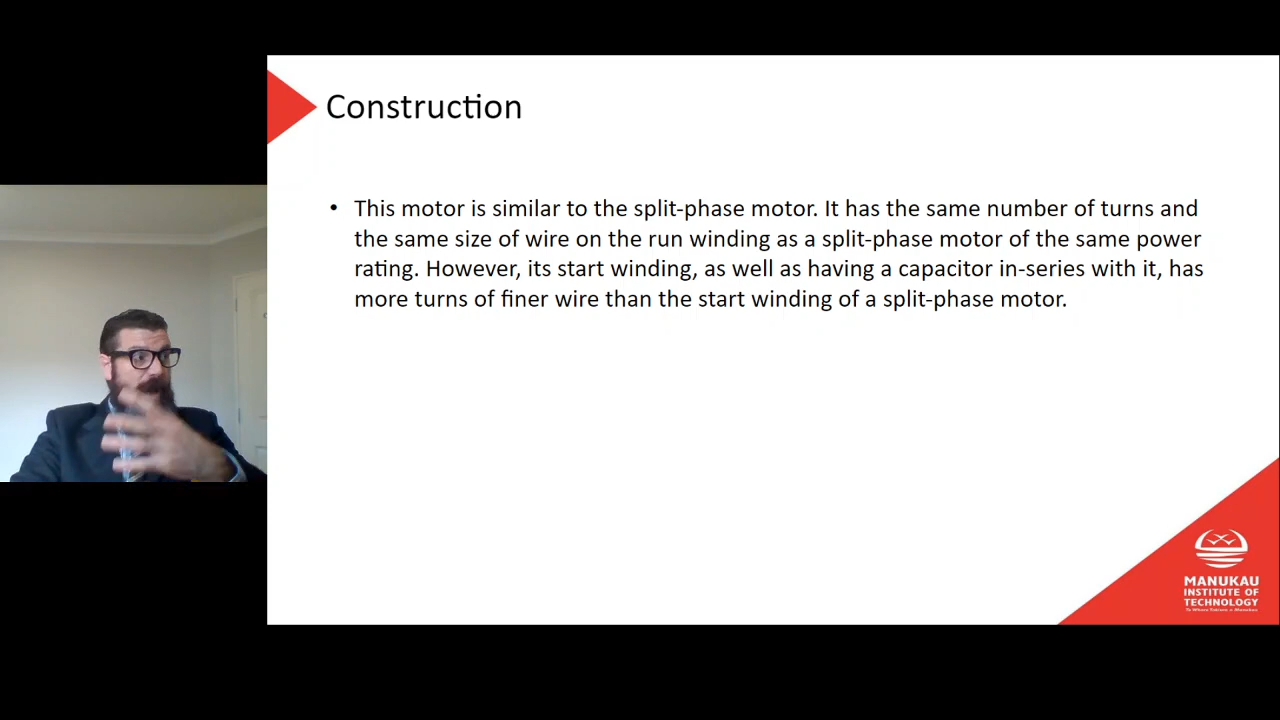 Construction
• This motor is similar to the split-phase motor. It has the same number of turns and
the same size of wire on the run winding as a split-phase motor of the same power
rating. However, its start winding, as well as having a capacitor in-series with it, has
more turns of finer wire than the start winding of a split-phase motor.
MANUKAU
INSTITUTE OF
TECHNOLOGY